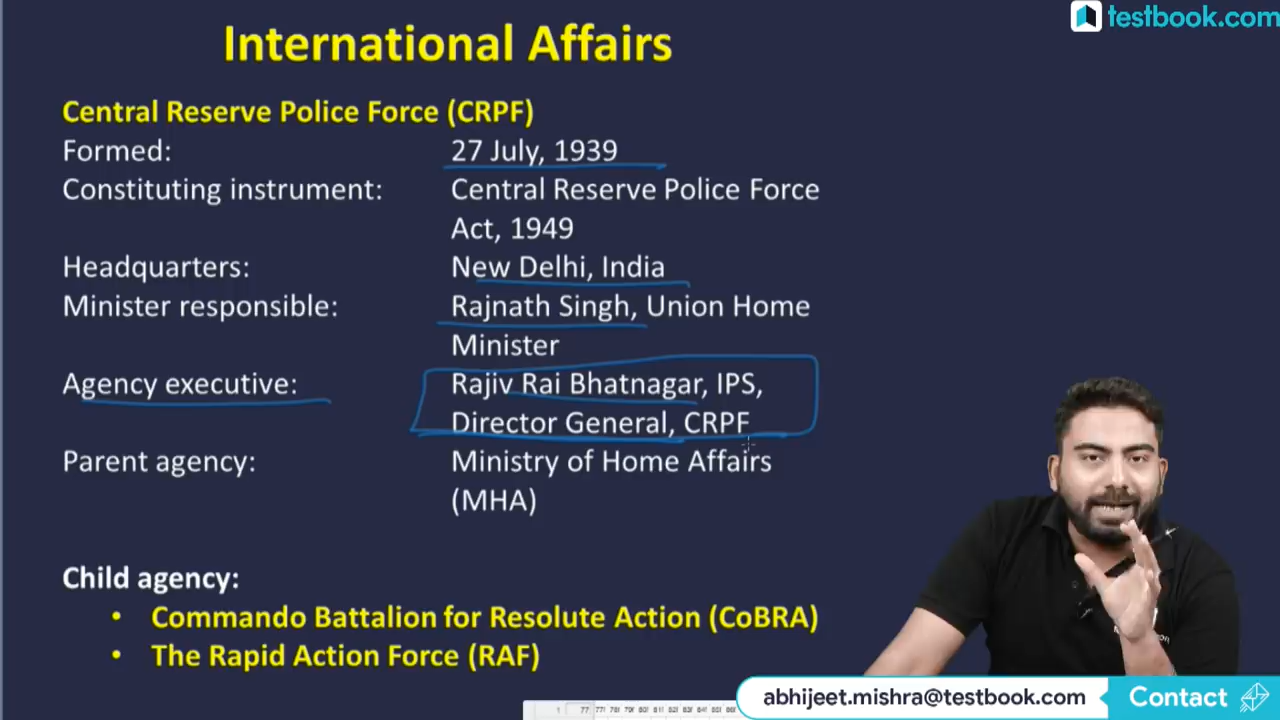 testbook.com
International Affairs
Central Reserve Police Force (CRPF)
Formed: 27 July, 1939
Constituting instrument: Central Reserve Police Force
Act, 1949
Headquarters: New Delhi, India
Minister responsible: Rajnath Singh, Union Home
Minister
Agency executive: Rajiv Rai Bhatnagar, IPS,
Director General, CRPF
Parent agency: Ministry of Home Affairs
(MHA)
Child agency:
• Commando Battalion for Resolute Action (CoBRA)
• The Rapid Action Force (RAF)
abhijeet.mishra@testbook.com Contact